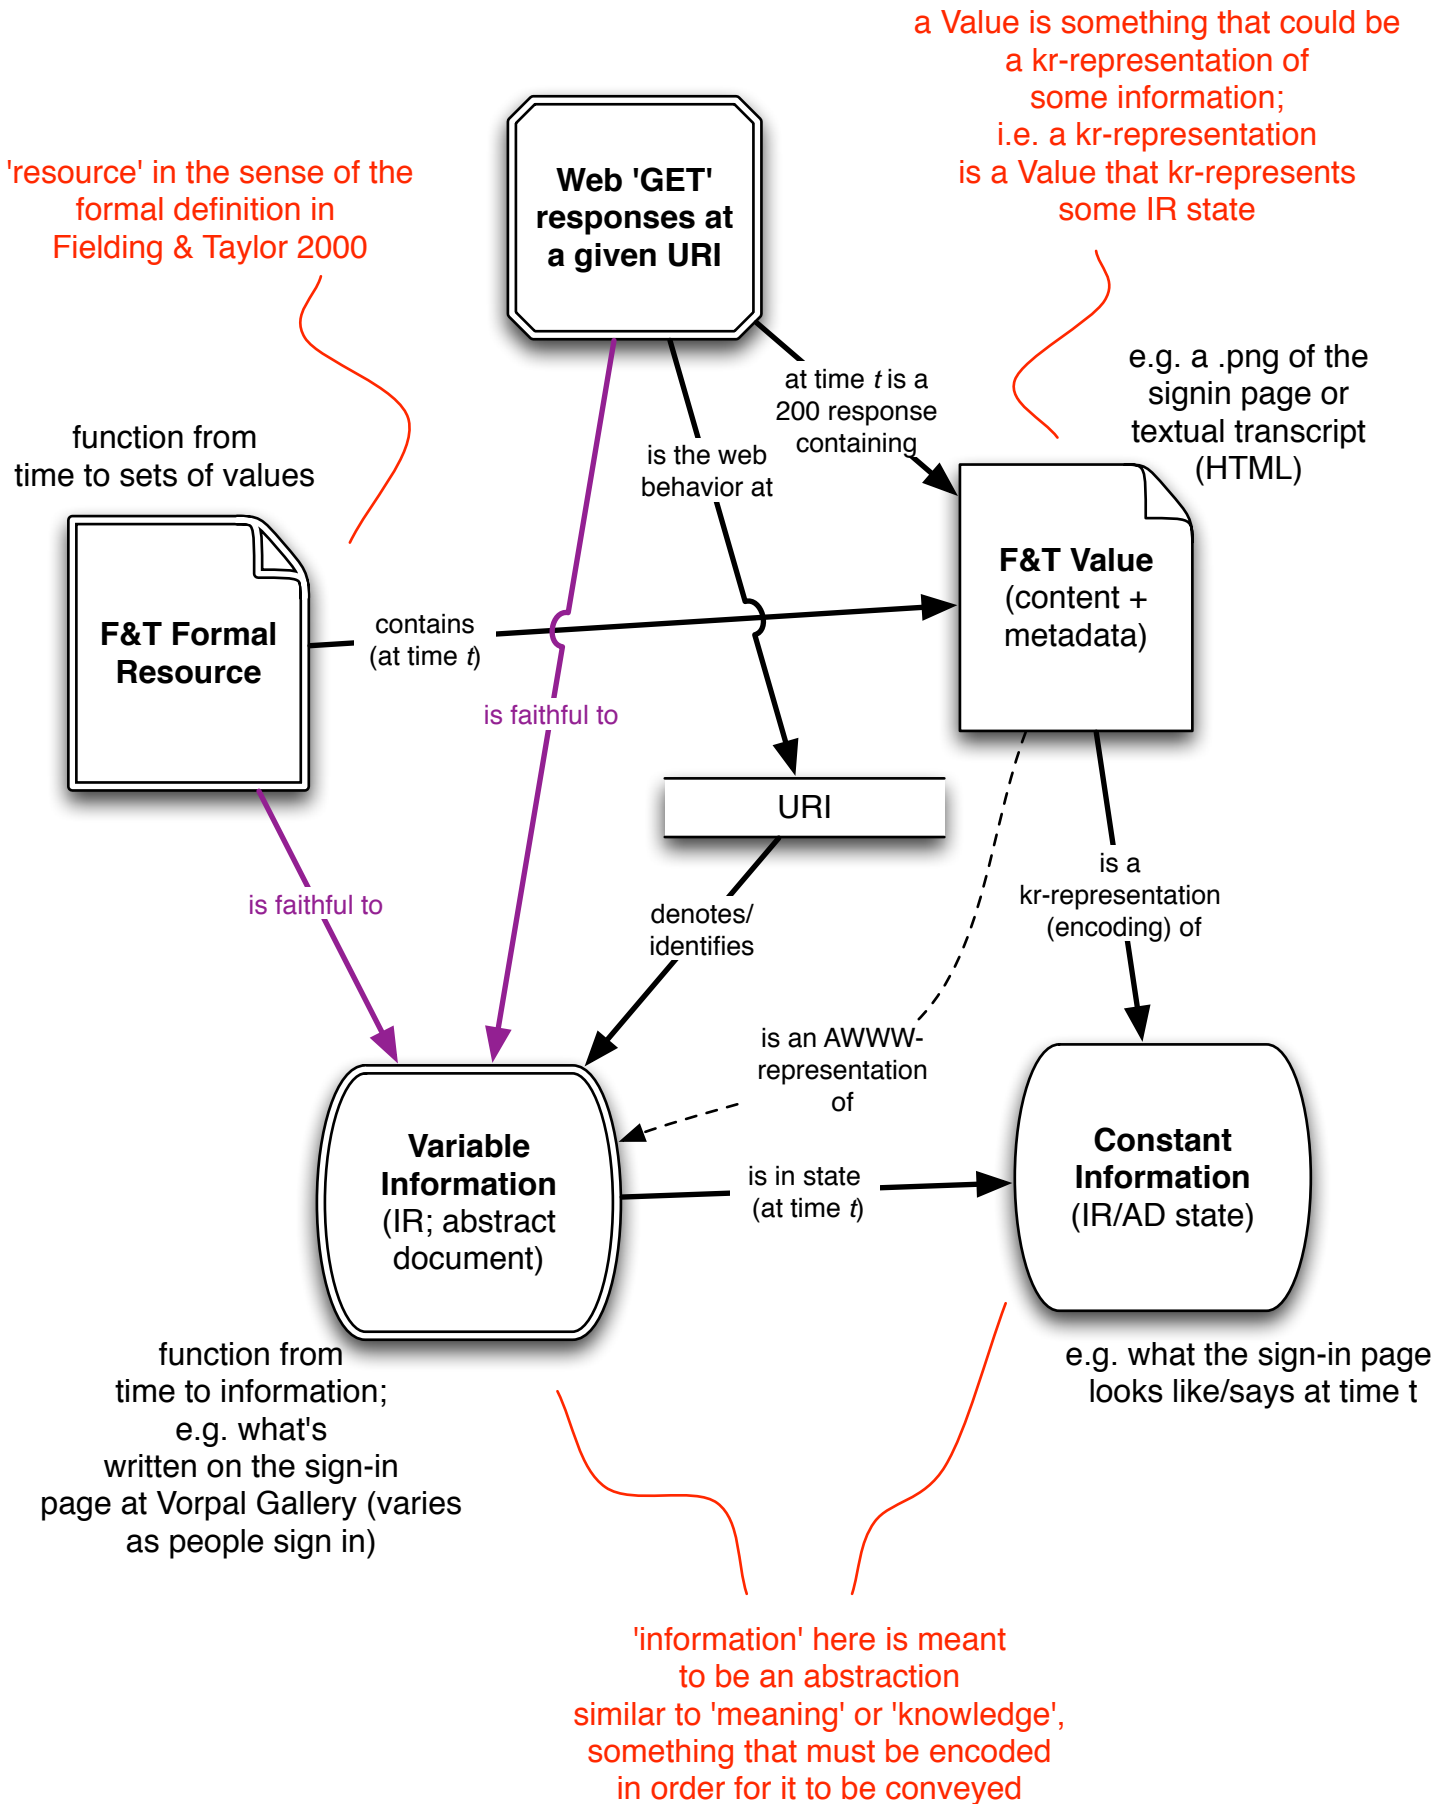 a Value is something that could be
a kr-representation of
some information;
i.e. a kr-representation
is a Value that kr-represents
some IR state
'resource' in the sense of the
formal definition in
Fielding & Taylor 2000
Web 'GET'
responses at
a given URI
e.g. a .png of the
signin page or
textual transcript
(HTML)
at time t is a
200 response
containing
is the web
behavior at
function from
time to sets of values
F&T Formal
Resource
contains
(at time t)
F&T Value
(content +
metadata)
is faithful to
URI
is faithful to
denotes/
identifies
is a
kr-representation
(encoding) of
is an AWWW-
representation
of
Variable
Information
(IR; abstract
document)
is in state
(at time t)
Constant
Information
(IR/AD state)
function from
time to information;
e.g. what's
written on the sign-in
page at Vorpal Gallery (varies
as people sign in)
e.g. what the sign-in page
looks like/says at time t
'information' here is meant
to be an abstraction
similar to 'meaning' or 'knowledge',
something that must be encoded
in order for it to be conveyed